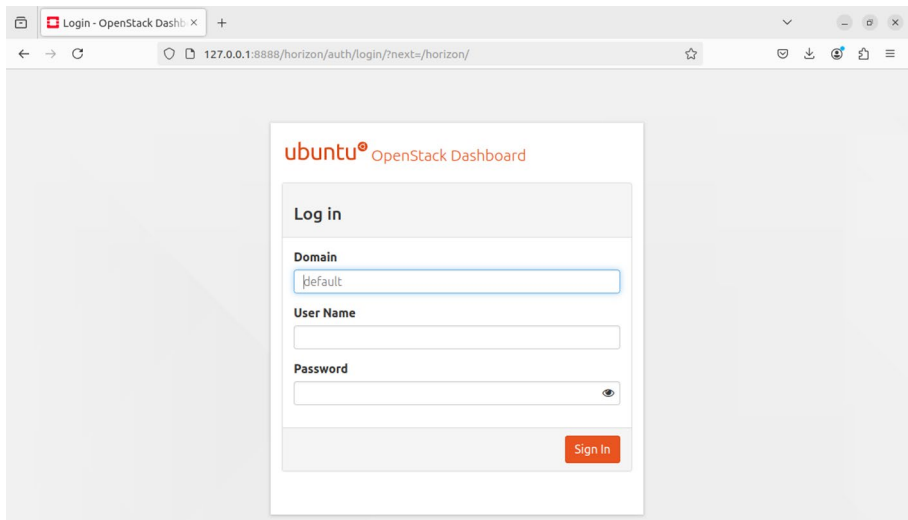 Login - OpenStack Dashb
127.0.0.1:8888/horizon/auth/login/?next=/horizon/
ubuntu OpenStack Dashboard
Log in
Domain
default
User Name
Password
Sign In